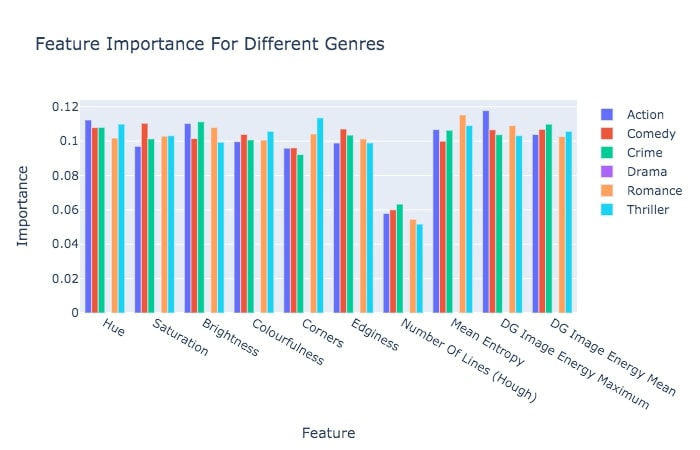 Feature Importance For Different Genres
0.12
0.1
0.08
0.06
0.04
0.02
0
Importance
Action
Comedy
Crime
Drama
Romance
Thriller
Hue
Saturation
Brightness
Colourfulness
Corners
Edginess
Number Of Lines (Hough)
Mean Entropy
DG Image Energy Maximum
DG Image Energy Mean
Feature